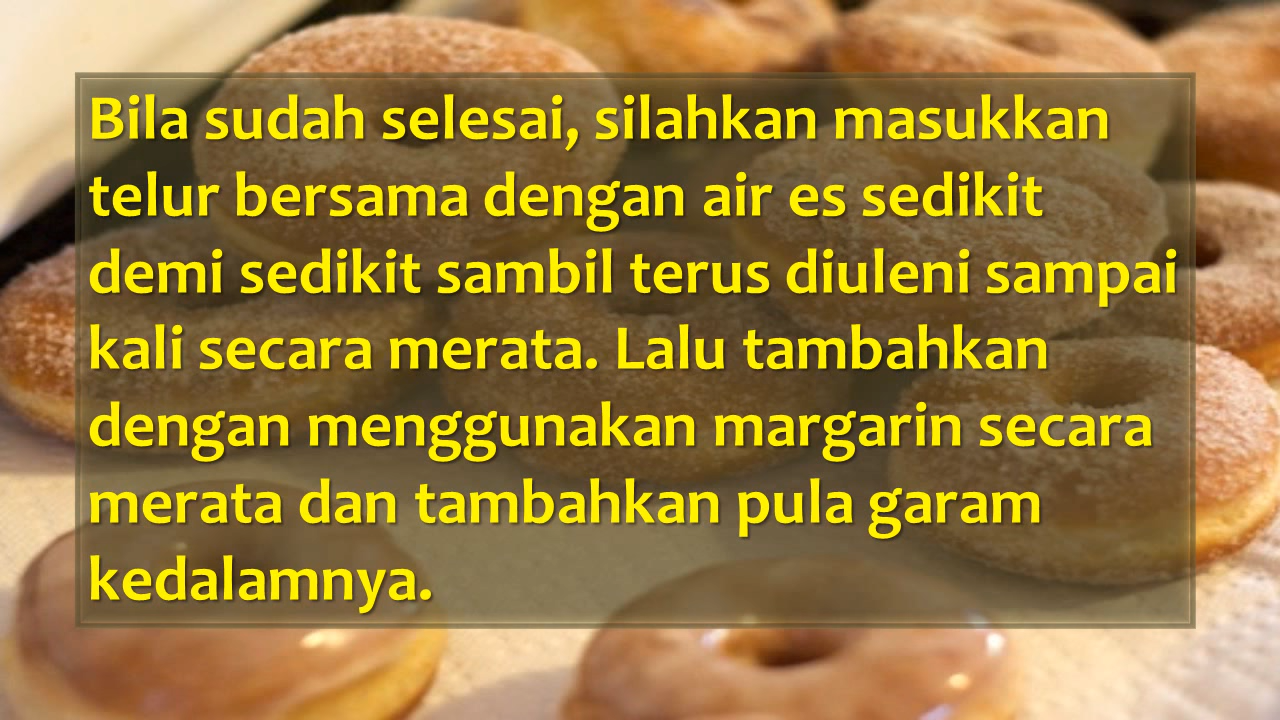 Bila sudah selesai, silahkan masukkan
telur bersama dengan air es sedikit
demi sedikit sambil terus diuleni sampai
kali secara merata. Lalu tambahkan
dengan menggunakan margarin secara
merata dan tambahkan pula garam
kedalamnya.